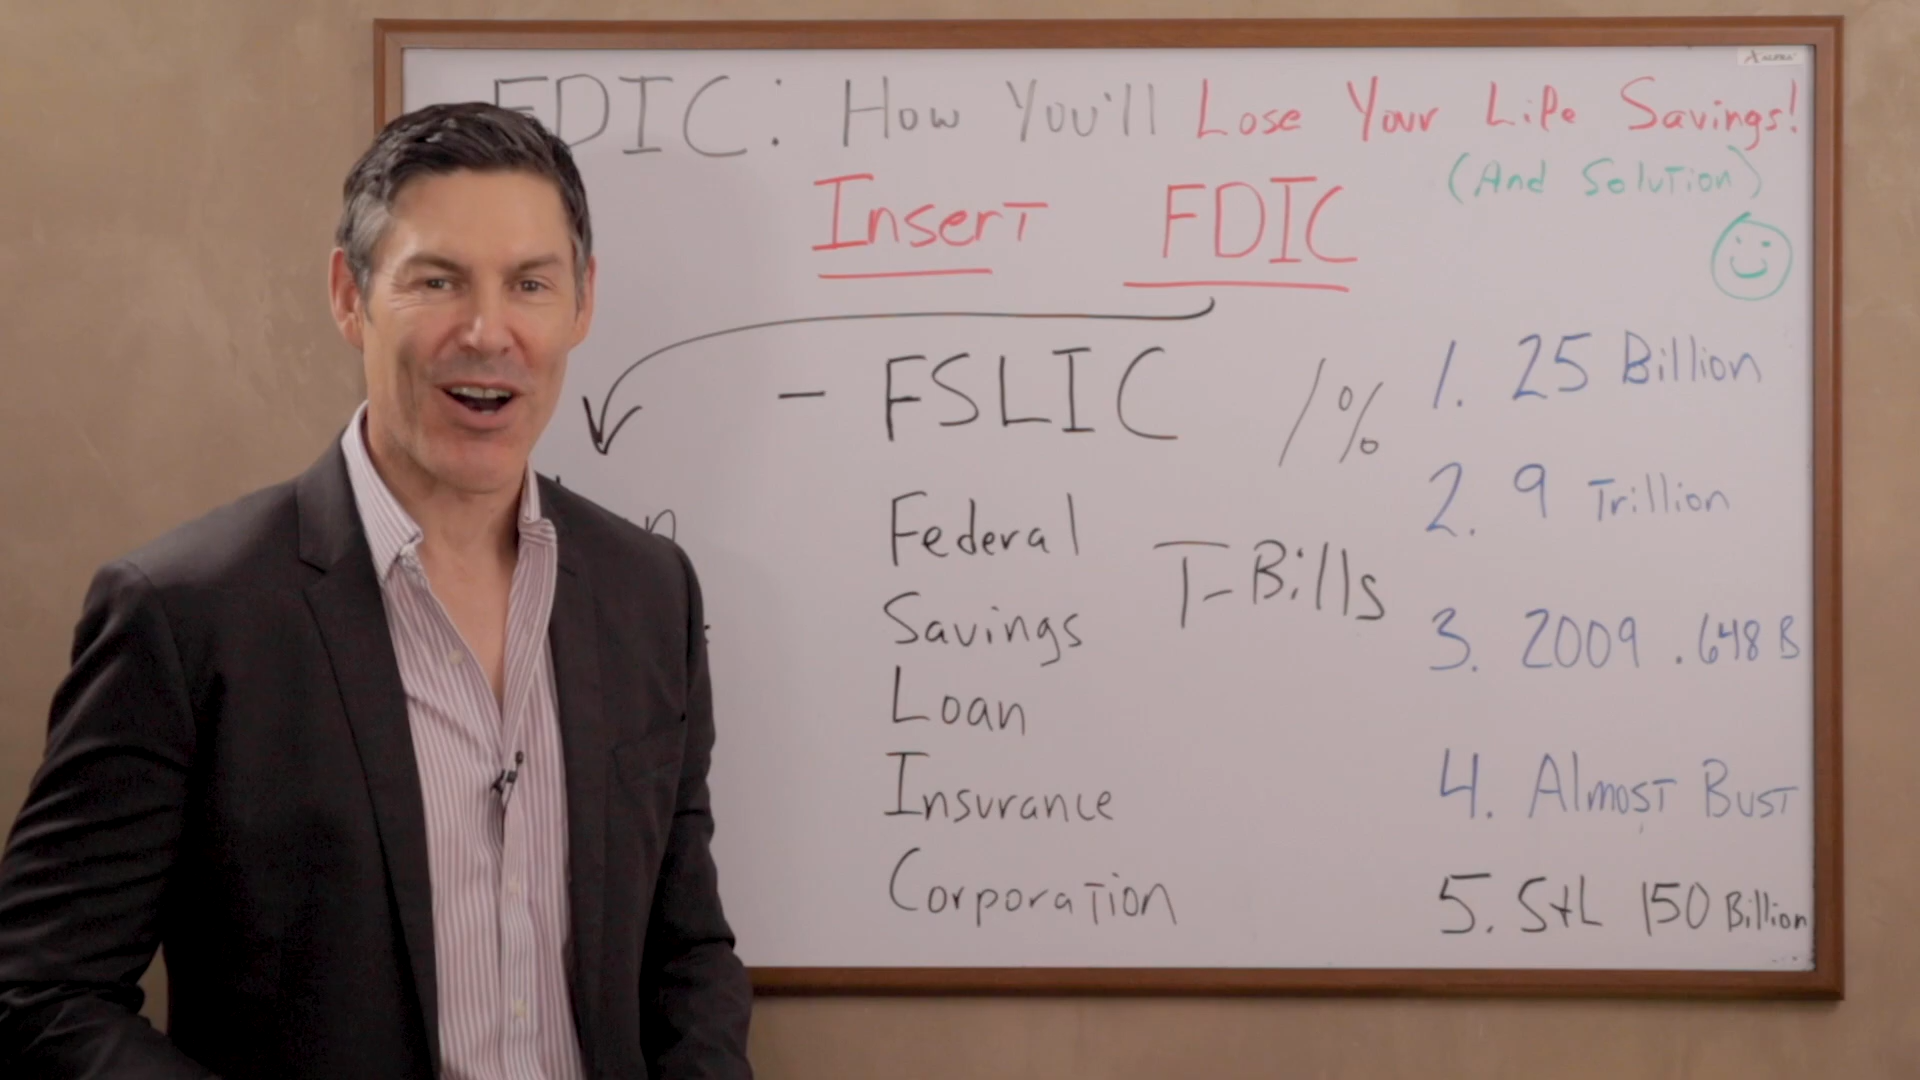 FDIC: How You'll Lose Your Life Savings!
(And Solution)
Insert FDIC
- FSLIC 1%
Federal
Savings
Loan
Insurance
Corporation
T-Bills
1. 25 Billion
2. 9 Trillion
3. 2009 .648 B
4. Almost Bust
5. S+L 150 Billion